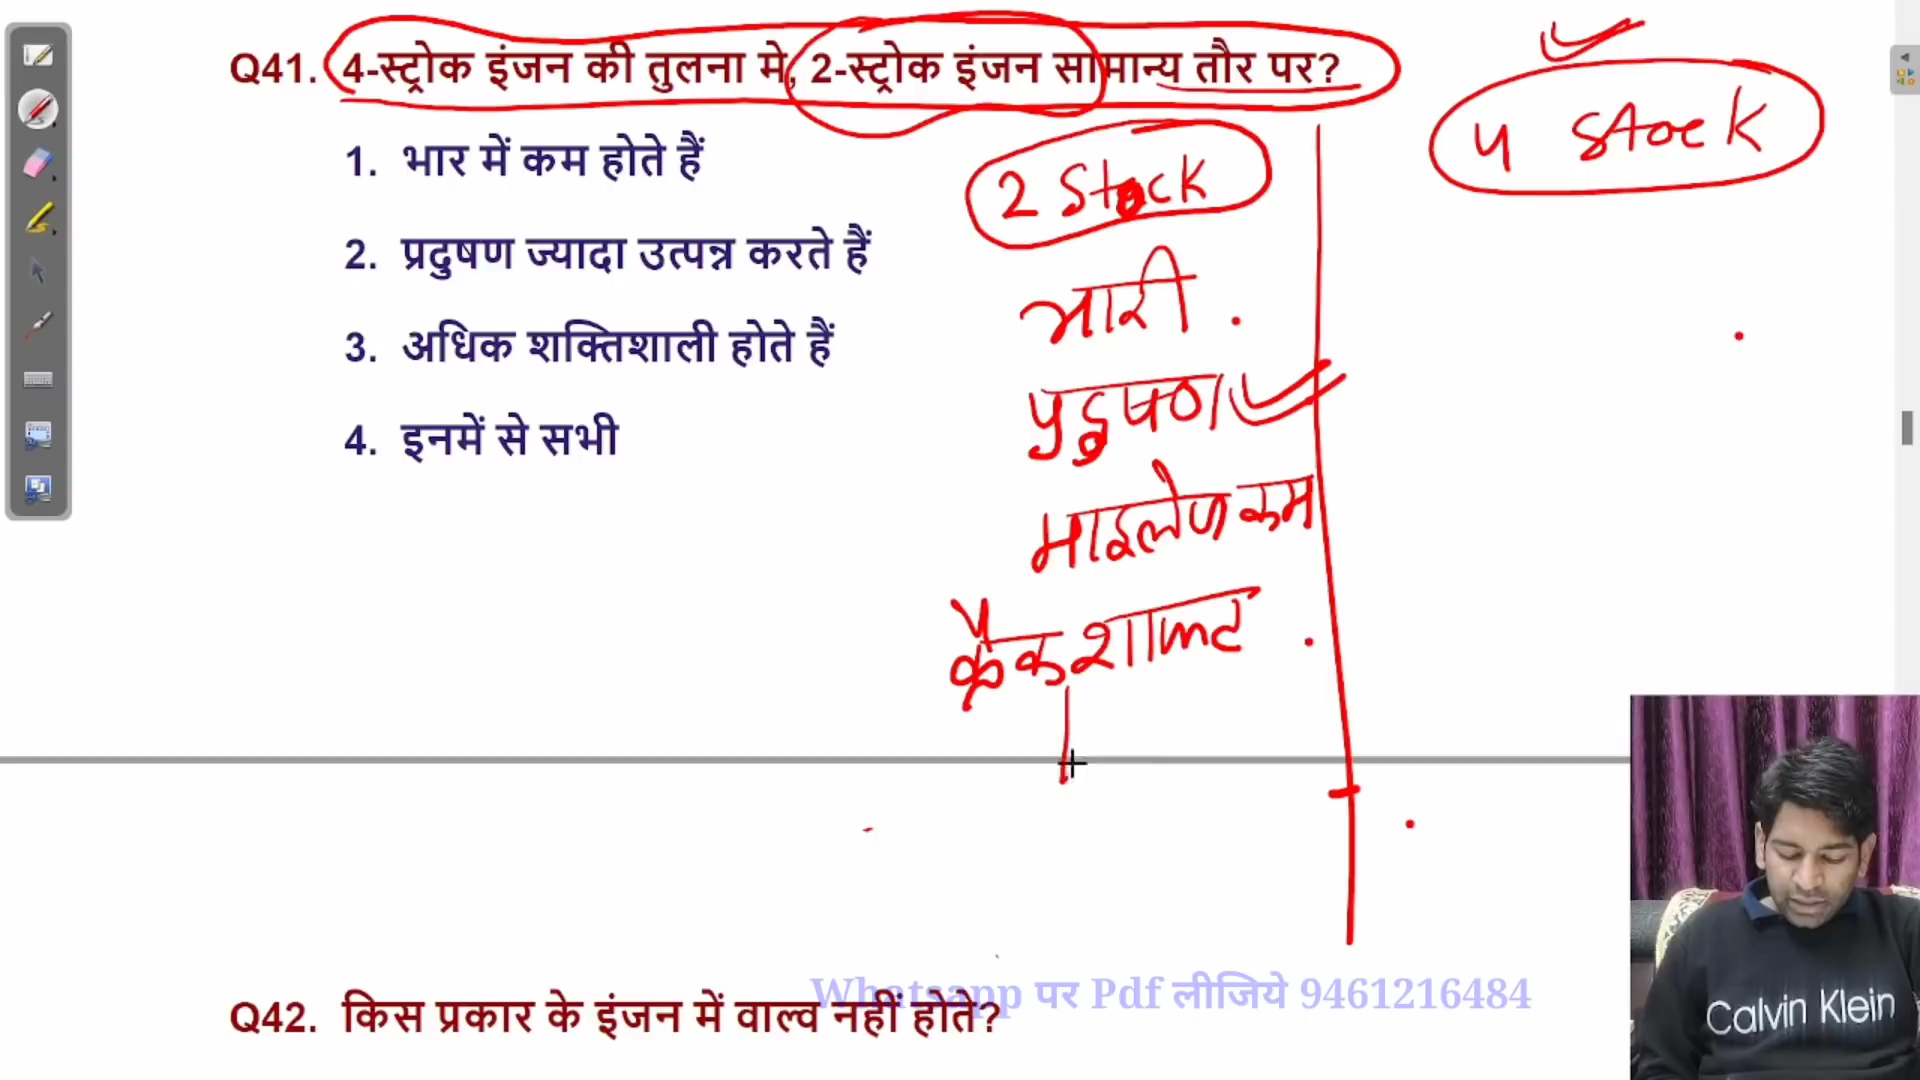 Q41. 4-स्ट्रोक इंजन की तुलना मे, 2-स्ट्रोक इंजन सामान्य तौर पर?
1. भार में कम होते हैं
2. प्रदुषण ज्यादा उत्पन्न करते हैं
3. अधिक शक्तिशाली होते हैं
4. इनमें से सभी
2 Stock
भारी
प्रदुषण
माइलेज कम
क्रैकशाफ्ट
4 Stock
Whatsapp पर Pdf लीजिये 9461216484
Q42. किस प्रकार के इंजन में वाल्व नहीं होते?
Calvin Klein